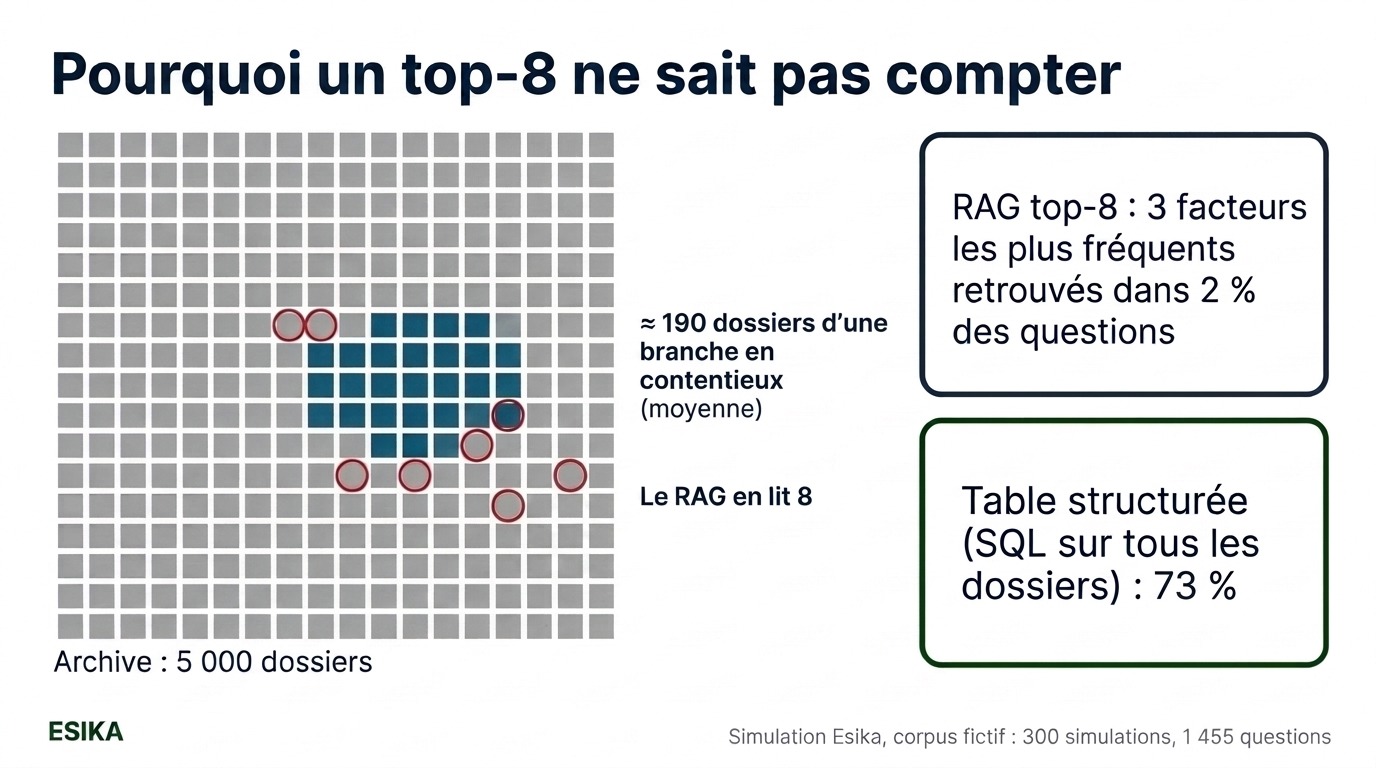 Pourquoi un top-8 ne sait pas compter
≈ 190 dossiers d’une
branche en
contentieux
(moyenne)
Le RAG en lit 8
Archive : 5 000 dossiers
RAG top-8 : 3 facteurs
les plus fréquents
retrouvés dans 2 %
des questions
Table structurée
(SQL sur tous les
dossiers) : 73 %
ESIKA
Simulation Esika, corpus fictif : 300 simulations, 1 455 questions